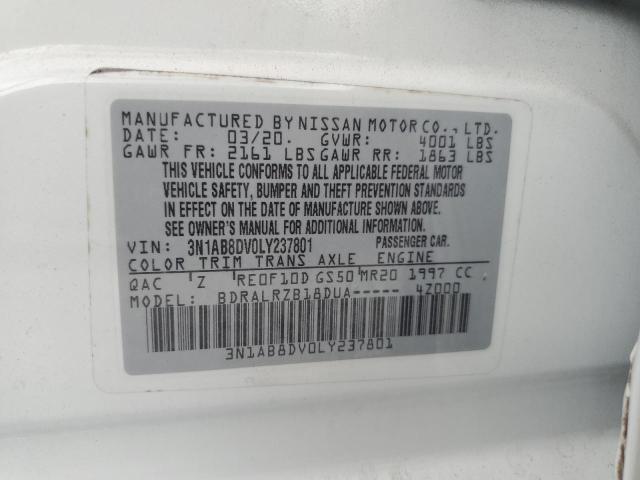 MANUFACTURED BY NISSAN MOTOR CO., LTD.
DATE: 03/20. GVWR: 4001 LBS
GAWR FR: 2161 LBS GAWR RR: 1863 LBS
THIS VEHICLE CONFORMS TO ALL APPLICABLE FEDERAL MOTOR
VEHICLE SAFETY, BUMPER AND THEFT PREVENTION STANDARDS
IN EFFECT ON THE DATE OF MANUFACTURE SHOWN ABOVE.
SEE OWNER'S MANUAL FOR ADDITIONAL INFORMATION.
VIN: 3N1AB8DV0LY237801 PASSENGER CAR.
COLOR TRIM TRANS AXLE ENGINE
QAC Z RE0F10D GS50 MR20 1997 CC
MODEL: BDRALRZB18DUA----- 4Z000
3N1AB8DV0LY237801